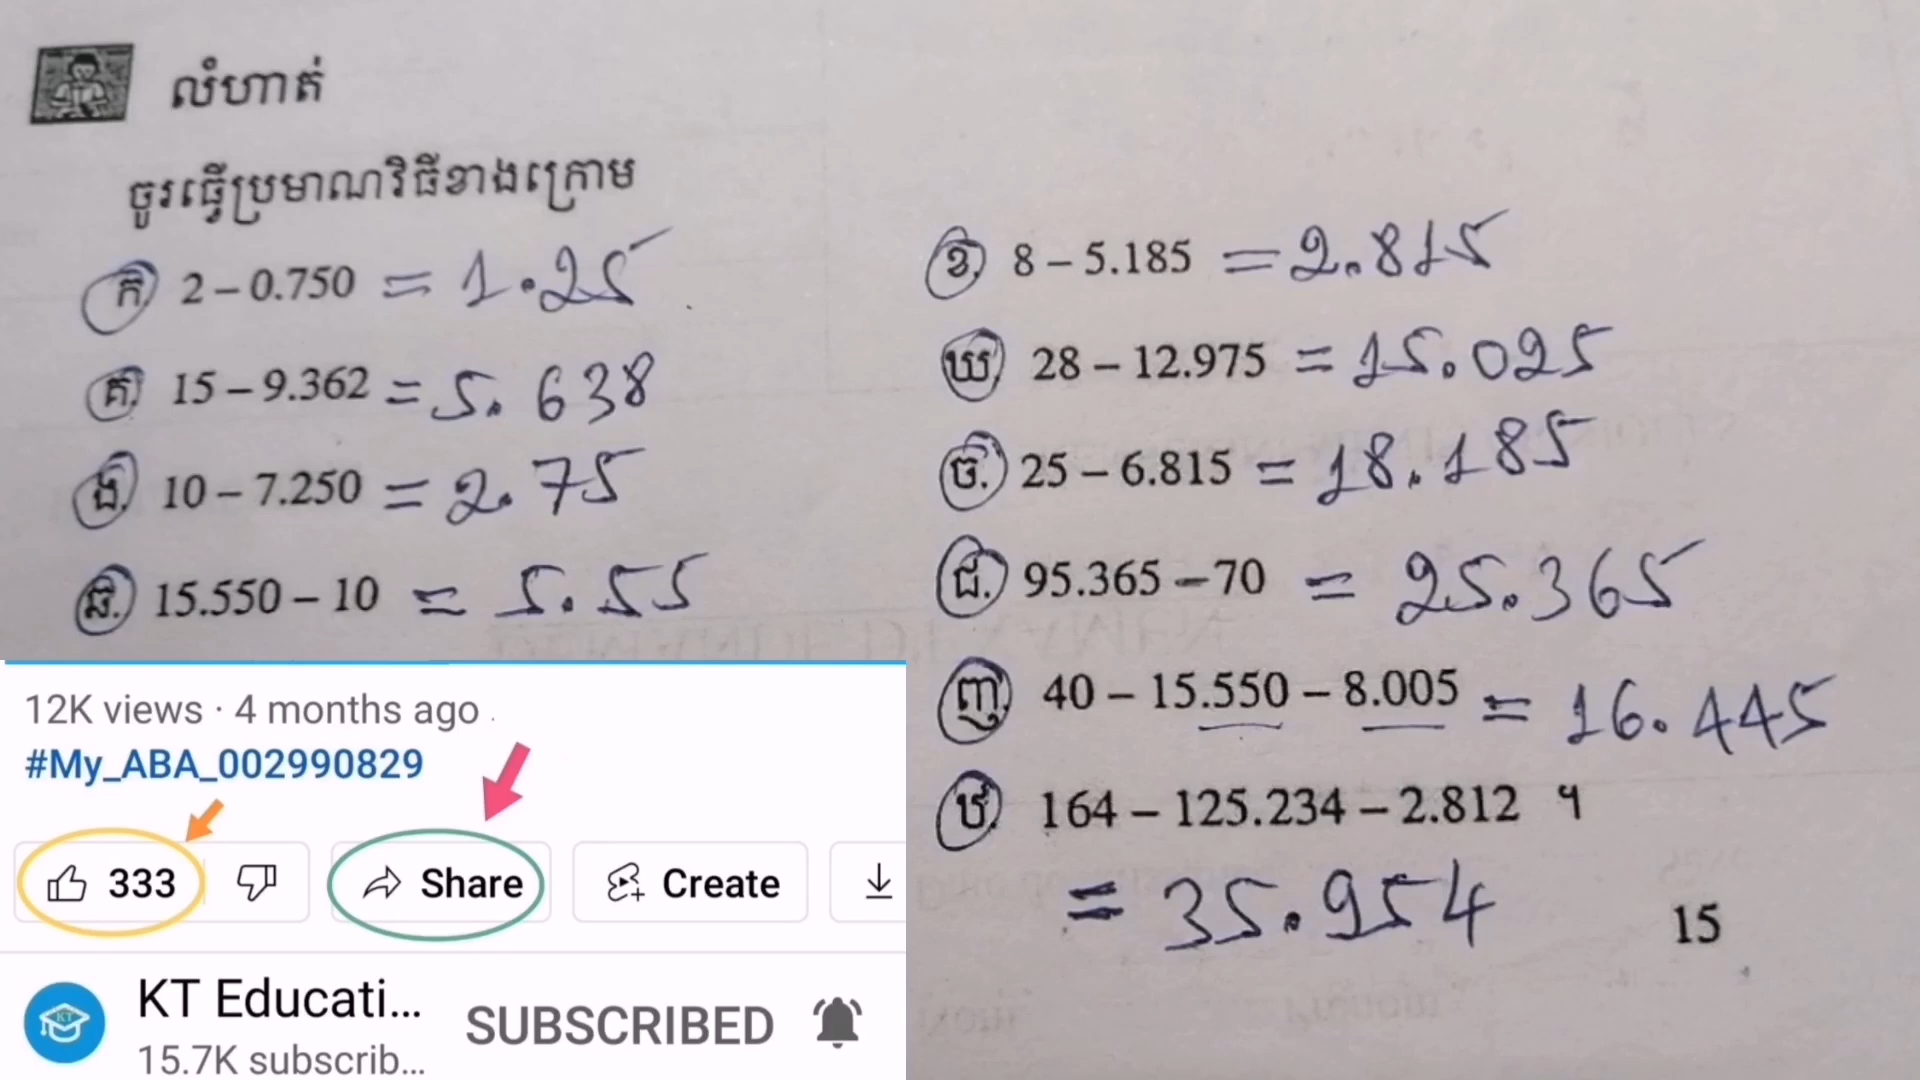 លំហាត់
ចូរធ្វើប្រមាណវិធីខាងក្រោម
ក. 2 – 0.750 = 1.25
ខ. 8 – 5.185 = 2.815
គ. 15 – 9.362 = 5.638
ឃ. 28 – 12.975 = 15.025
ង. 10 – 7.250 = 2.75
ច. 25 – 6.815 = 18.185
ឆ. 15.550 – 10 = 5.55
ជ. 95.365 – 70 = 25.365
ញ. 40 – 15.550 – 8.005 = 16.445
ឋ. 164 – 125.234 – 2.812 ។
= 35.954
15
12K views · 4 months ago
#My_ABA_002990829
333 Share Create
KT Educati...
SUBSCRIBED
15.7K subscrib...
KT